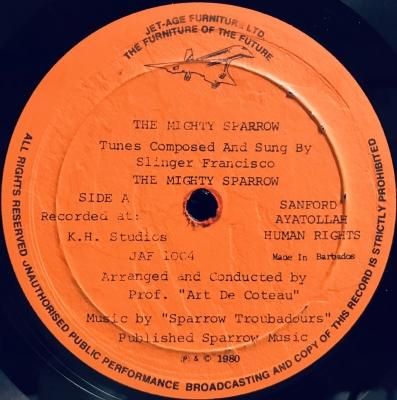 JET-AGE FURNITURE LTD.
THE FURNITURE OF THE FUTURE
THE MIGHTY SPARROW
Tunes Composed And Sung By
Slinger Francisco
THE MIGHTY SPARROW
SIDE A
Recorded at:
K.H. Studios
SANFORD
AYATOLLAH
HUMAN RIGHTS
JAF 1004
Made In Barbados
Arranged and Conducted by
Prof. "Art De Coteau"
Music by "Sparrow Troubadours"
Published Sparrow Music
℗ & © 1980
ALL RIGHTS RESERVED UNAUTHORISED PUBLIC PERFORMANCE BROADCASTING AND COPY OF THIS RECORD IS STRICTLY PROHIBITED